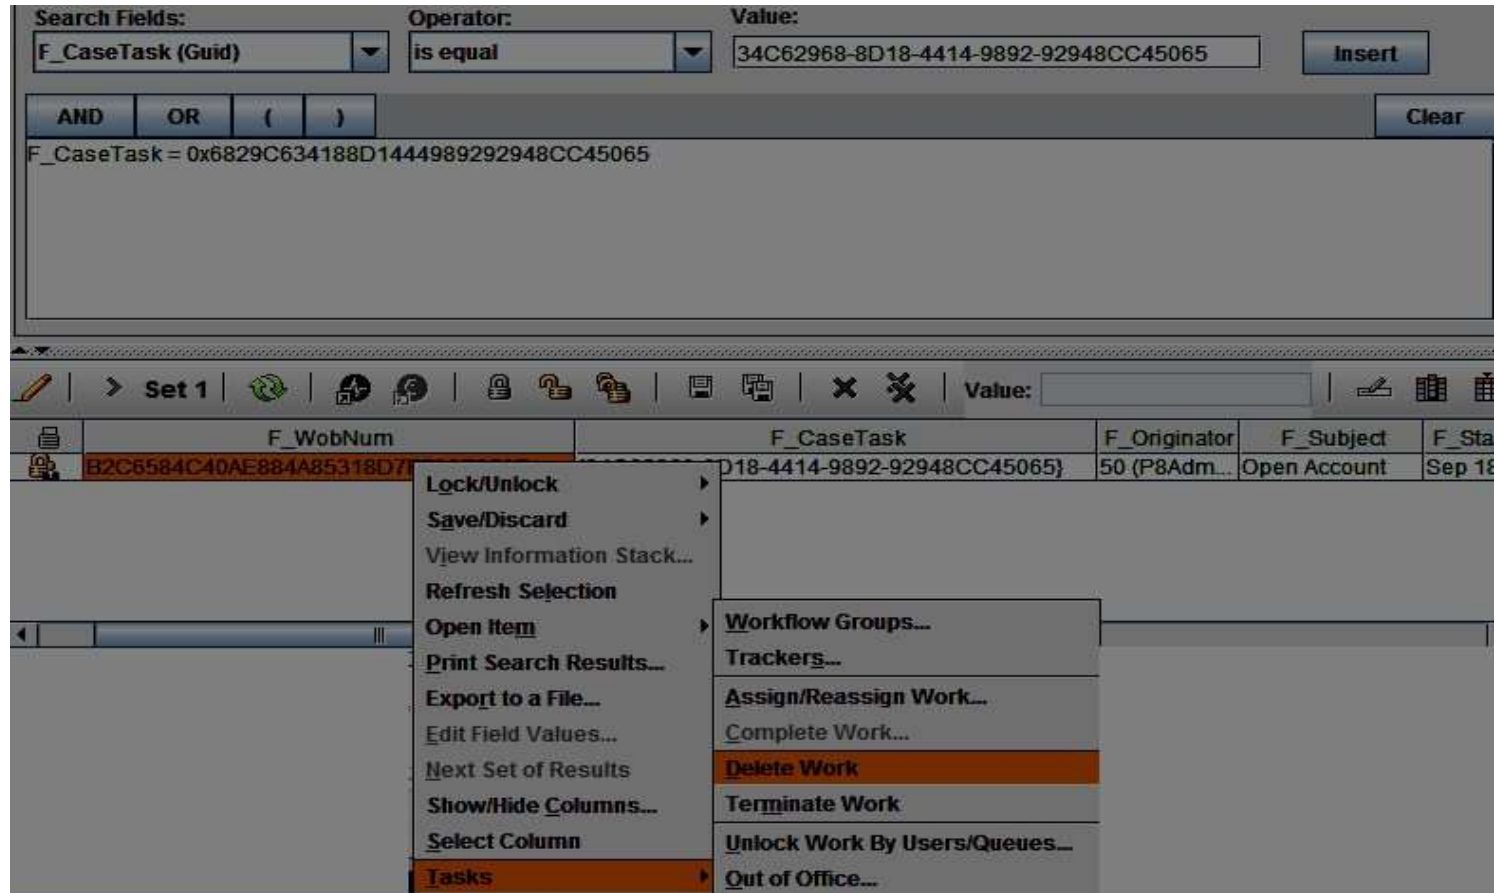 Search Fields: Operator: Value:
F_CaseTask (Guid) is equal 34C62968-8D18-4414-9892-92948CC45065 Insert
AND OR ( ) Clear
F_CaseTask = 0x6829C634188D1444989292948CC45065
> Set 1 Value:
F_WobNum F_CaseTask F_Originator F_Subject F_Sta
B2C6584C40AE884A85318D7 D18-4414-9892-92948CC45065} 50 (P8Adm... Open Account Sep 18
Lock/Unlock
Save/Discard
View Information Stack...
Refresh Selection
Open Item
Print Search Results...
Export to a File...
Edit Field Values...
Next Set of Results
Show/Hide Columns...
Select Column
Tasks
Workflow Groups...
Trackers...
Assign/Reassign Work...
Complete Work...
Delete Work
Terminate Work
Unlock Work By Users/Queues...
Out of Office...